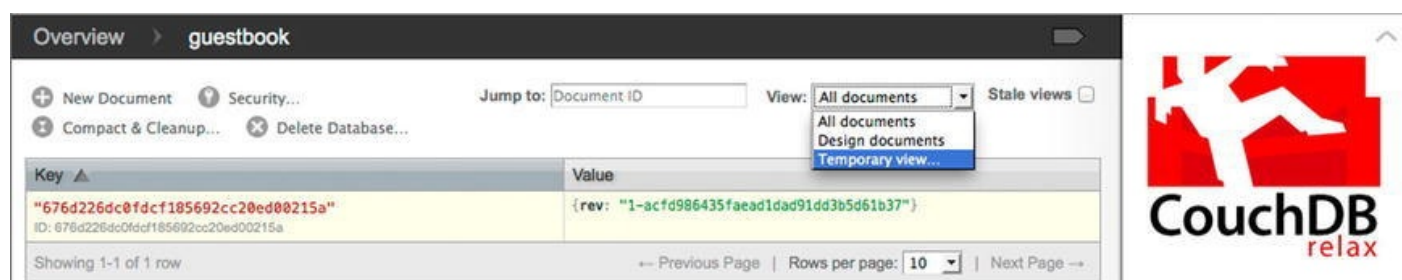 Overview guestbook
New Document Security... Jump to: Document ID View: All documents Stale views
Compact & Cleanup... Delete Database...
All documents
Design documents
Temporary view...
Key Value
"676d226dc0fdcf185692cc20ed00215a" {rev: "1-acfd986435faead1dad91dd3b5d61b37"}
ID: 676d226dc0fdcf185692cc20ed00215a
Showing 1-1 of 1 row ← Previous Page | Rows per page: 10 | Next Page →
CouchDB
relax